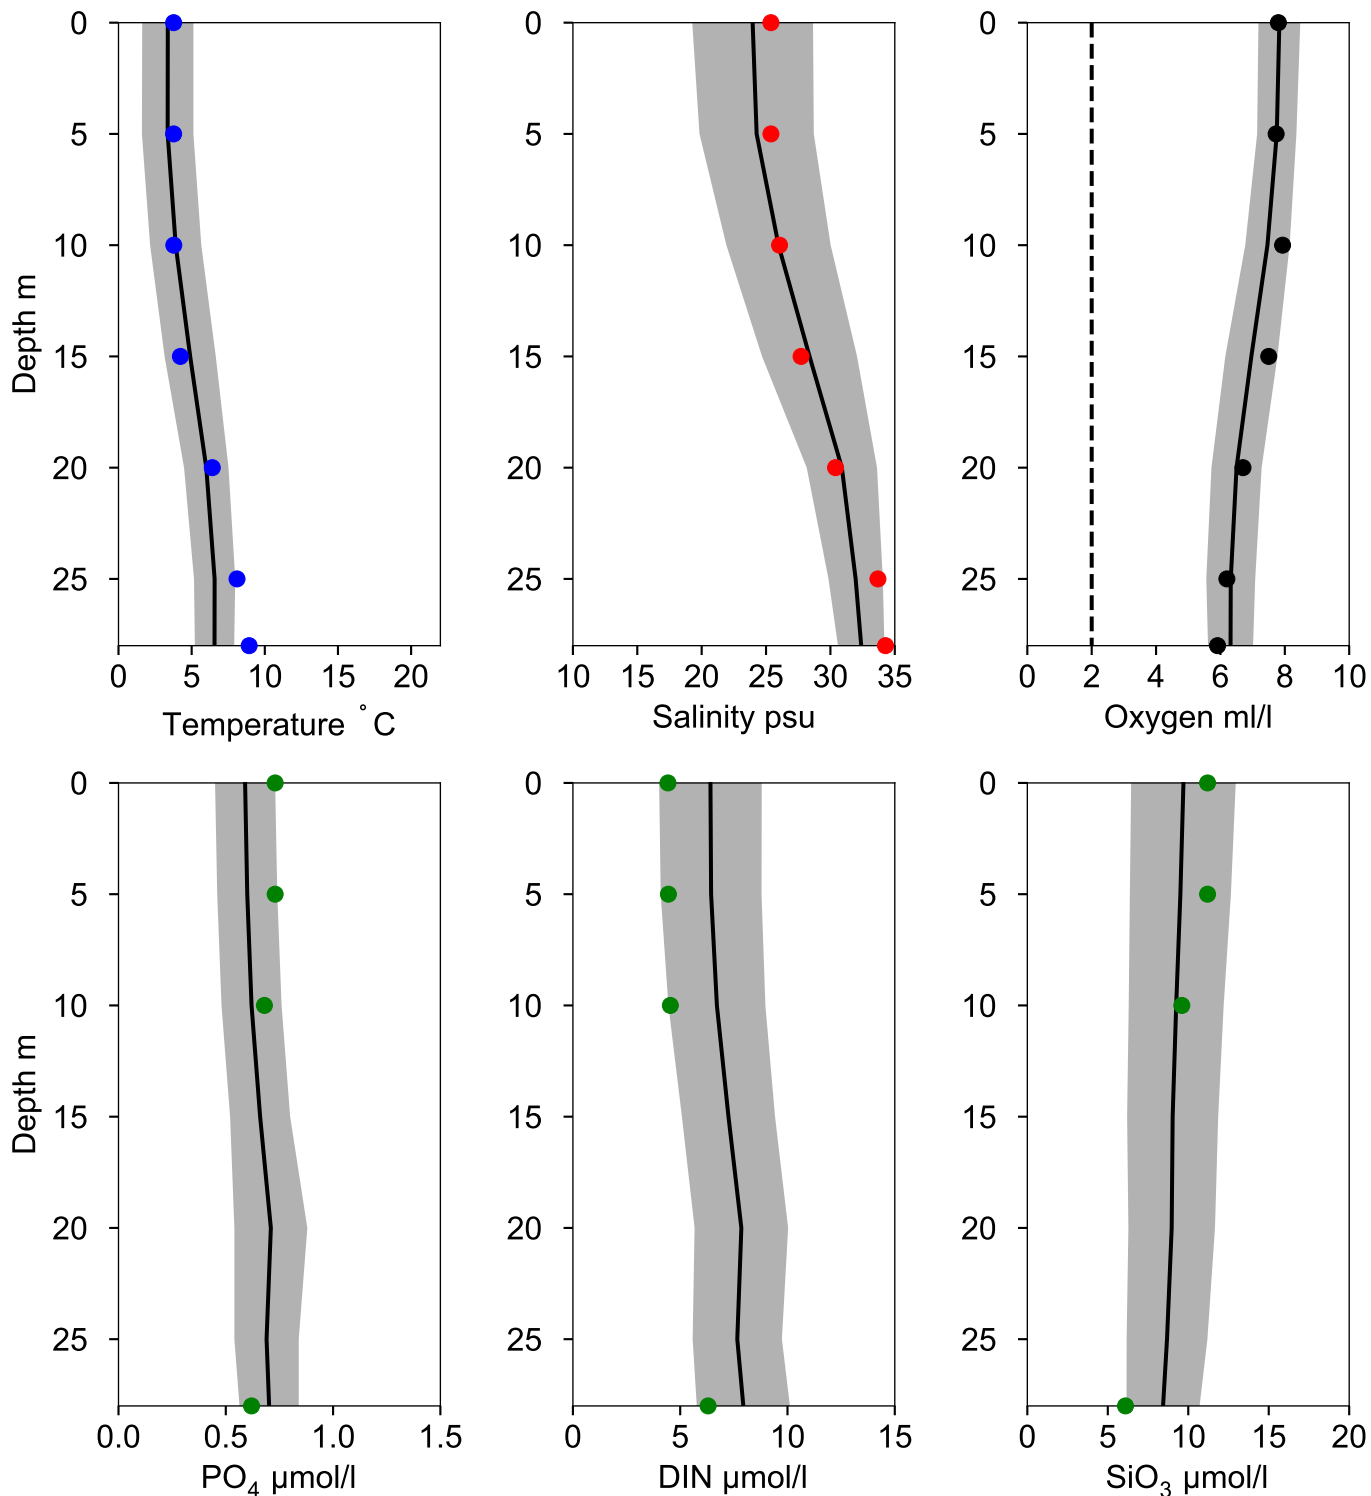 0
5
10
15
20
25
Depth m
0 5 10 15 20
Temperature °C
0
5
10
15
20
25
10 15 20 25 30 35
Salinity psu
0
5
10
15
20
25
0 2 4 6 8 10
Oxygen ml/l
0
5
10
15
20
25
Depth m
0.0 0.5 1.0 1.5
PO₄ µmol/l
0
5
10
15
20
25
0 5 10 15
DIN µmol/l
0
5
10
15
20
25
0 5 10 15 20
SiO₃ µmol/l